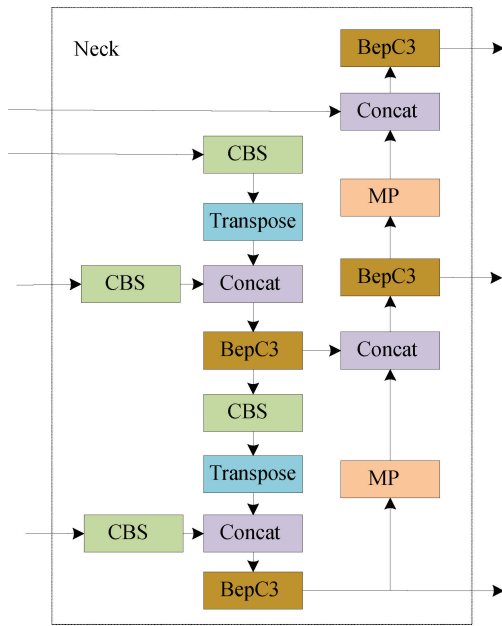 Neck
BepC3
Concat
CBS
MP
Transpose
CBS
Concat
BepC3
BepC3
Concat
CBS
Transpose
MP
CBS
Concat
BepC3